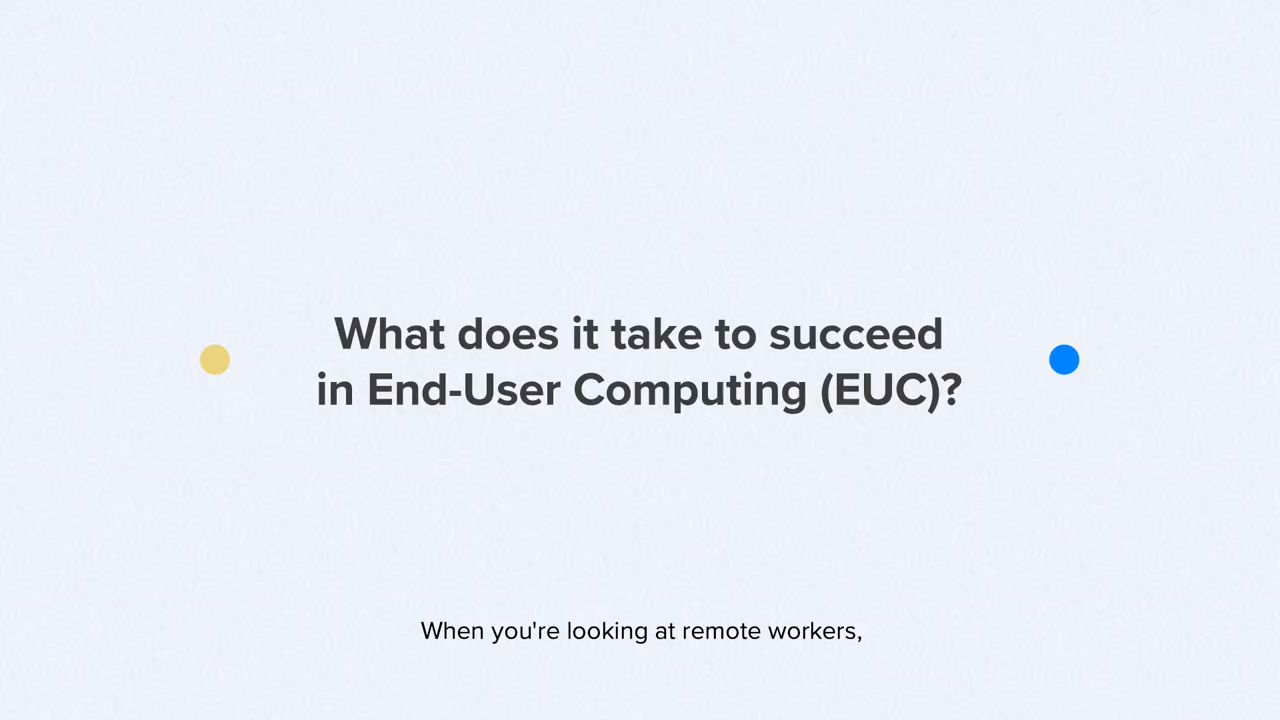 What does it take to succeed
in End-User Computing (EUC)?
When you're looking at remote workers,